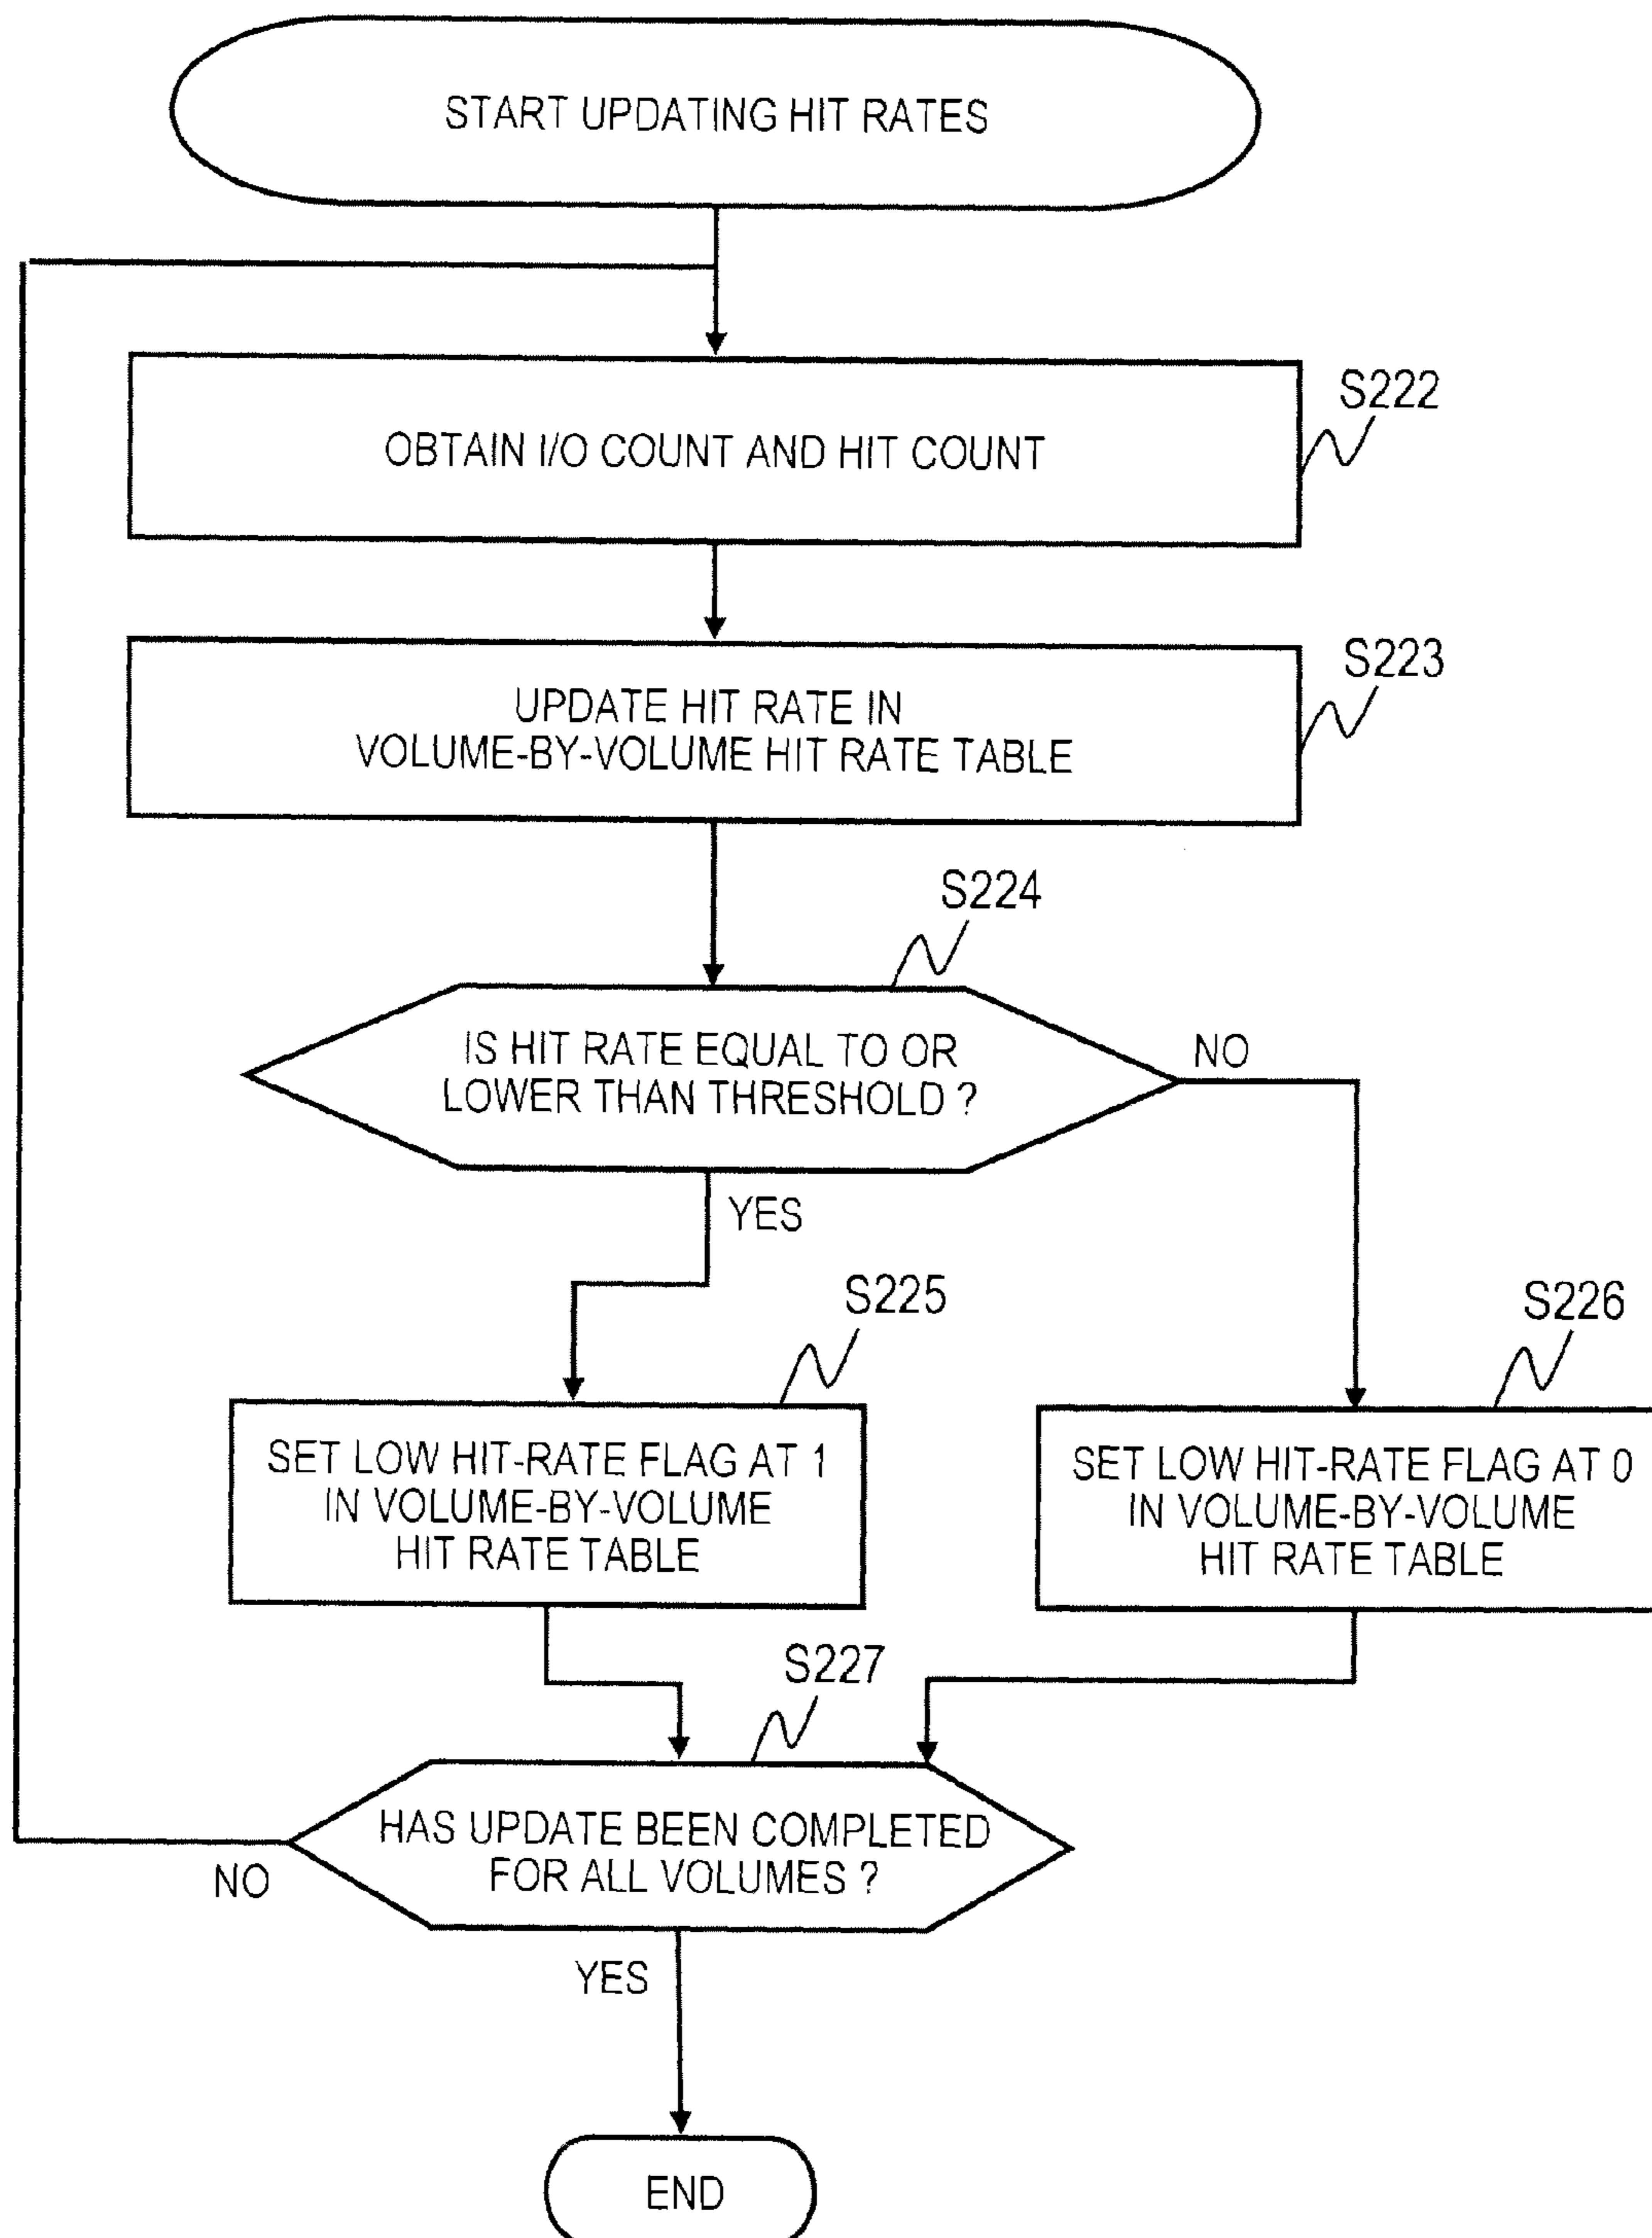 START UPDATING HIT RATES
S222
OBTAIN I/O COUNT AND HIT COUNT
S223
UPDATE HIT RATE IN
VOLUME-BY-VOLUME HIT RATE TABLE
S224
IS HIT RATE EQUAL TO OR
LOWER THAN THRESHOLD ?
NO
YES
S225
S226
SET LOW HIT-RATE FLAG AT 1
IN VOLUME-BY-VOLUME
HIT RATE TABLE
SET LOW HIT-RATE FLAG AT 0
IN VOLUME-BY-VOLUME
HIT RATE TABLE
S227
HAS UPDATE BEEN COMPLETED
FOR ALL VOLUMES ?
NO
YES
END